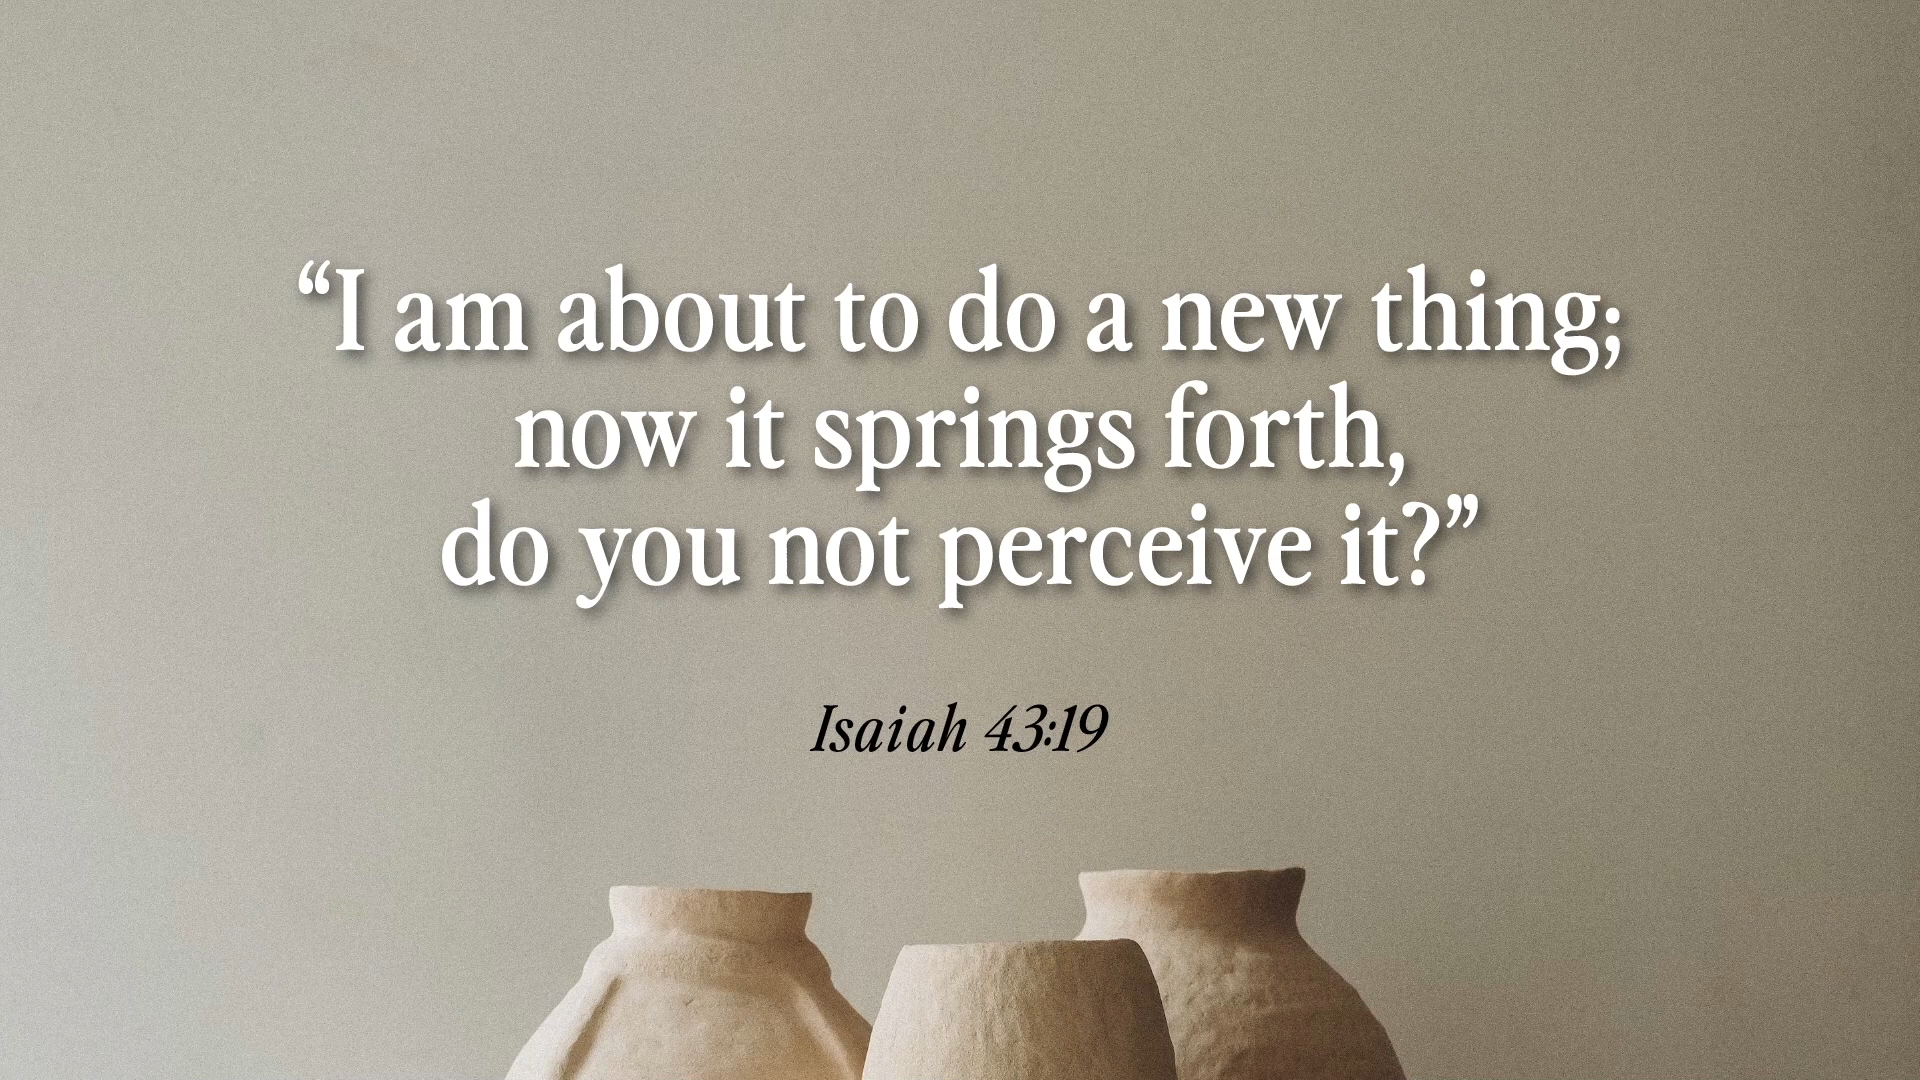 “I am about to do a new thing;
now it springs forth,
do you not perceive it?”
Isaiah 43:19